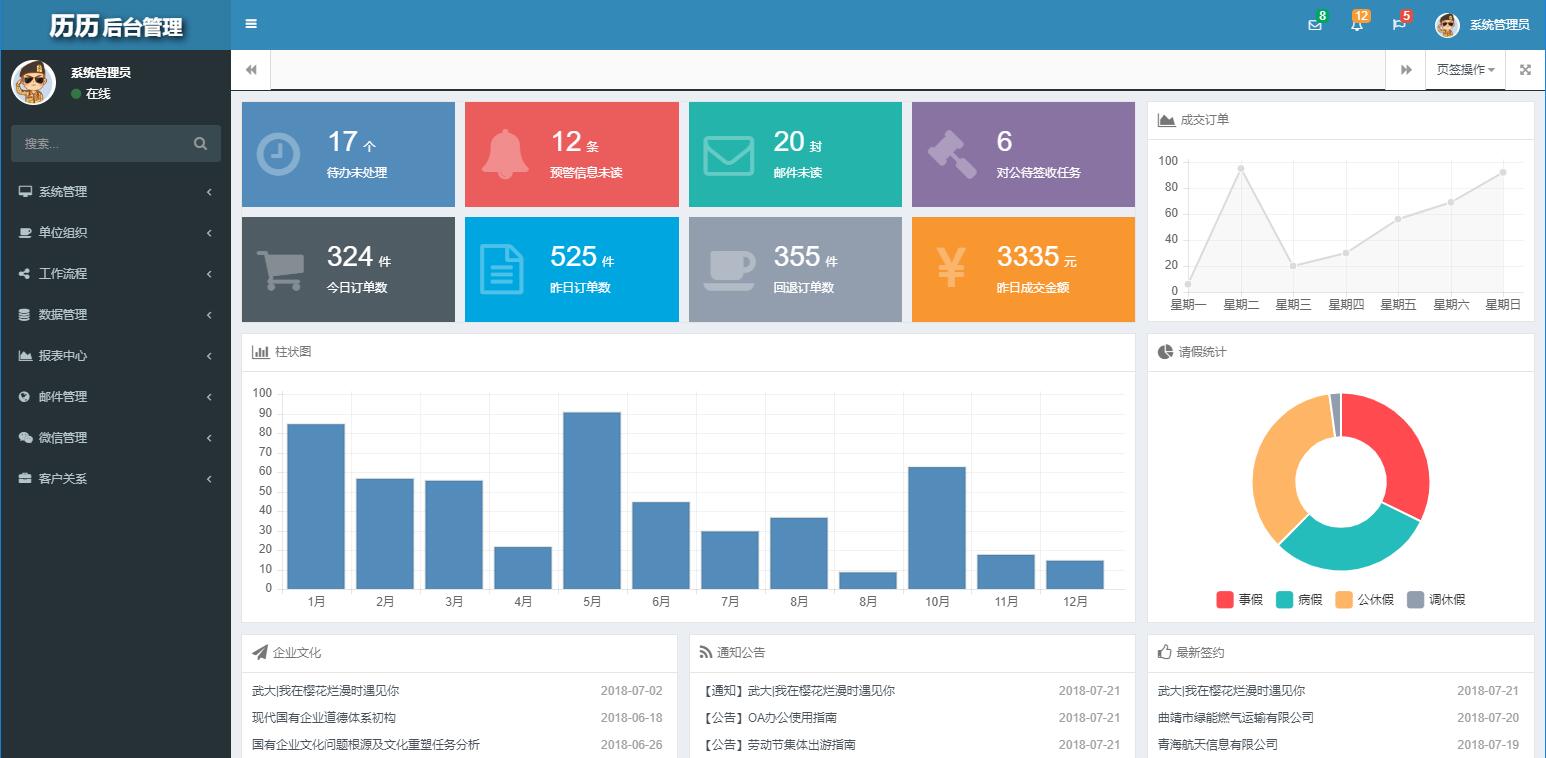 历历 后台管理
8
12
5
系统管理员
系统管理员
在线
页签操作
搜索...
系统管理
单位组织
工作流程
数据管理
报表中心
邮件管理
微信管理
客户关系
17 个
待办未处理
12 条
预警信息未读
20 封
邮件未读
6
对公待签收任务
324 件
今日订单数
525 件
昨日订单数
355 件
回退订单数
3335 元
昨日成交金额
成交订单
100
80
60
40
20
0
星期一 星期二 星期三 星期四 星期五 星期六 星期日
柱状图
100
90
80
70
60
50
40
30
20
10
0
1月 2月 3月 4月 5月 6月 7月 8月 8月 10月 11月 12月
请假统计
事假 病假 公休假 调休假
企业文化
武大|我在樱花烂漫时遇见你 2018-07-02
现代国有企业道德体系初构 2018-06-18
国有企业文化问题根源及文化重塑任务分析 2018-06-26
通知公告
【通知】武大|我在樱花烂漫时遇见你 2018-07-21
【公告】OA办公使用指南 2018-07-21
【公告】劳动节集体出游指南 2018-07-21
最新签约
武大|我在樱花烂漫时遇见你 2018-07-21
曲靖市绿能燃气运输有限公司 2018-07-20
青海航天信息有限公司 2018-07-19